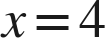 x = 4